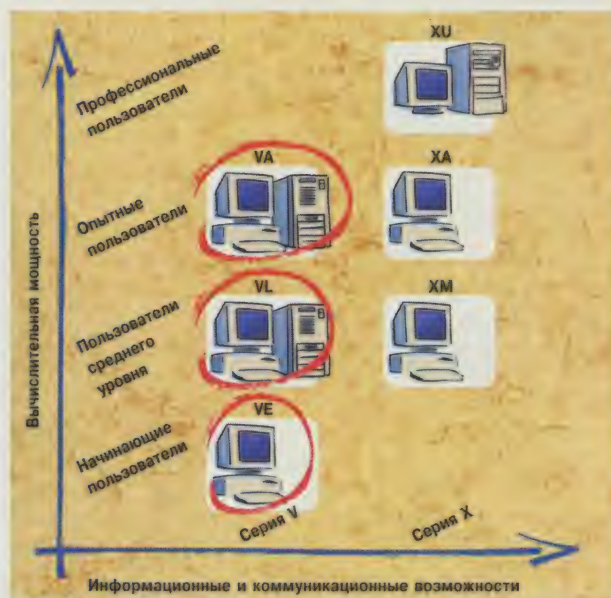 XU
Профессиональные
пользователи
VA
XA
Опытные
пользователи
VL
XM
Пользователи
среднего
уровня
VE
Начинающие
пользователи
Серия V
Серия X
Вычислительная мощность
Информационные и коммуникационные возможности